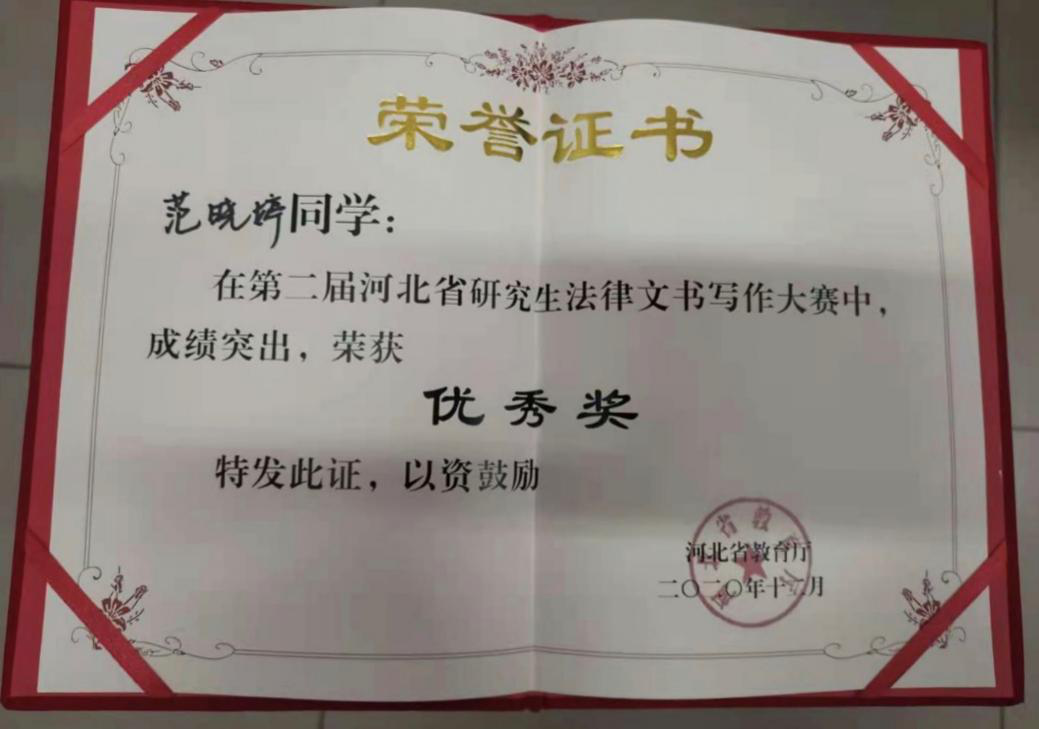 荣誉证书
范晓婷同学：
在第二届河北省研究生法律文书写作大赛中，
成绩突出，荣获
优秀奖
特发此证，以资鼓励
河北省教育厅
二〇二〇年十二月